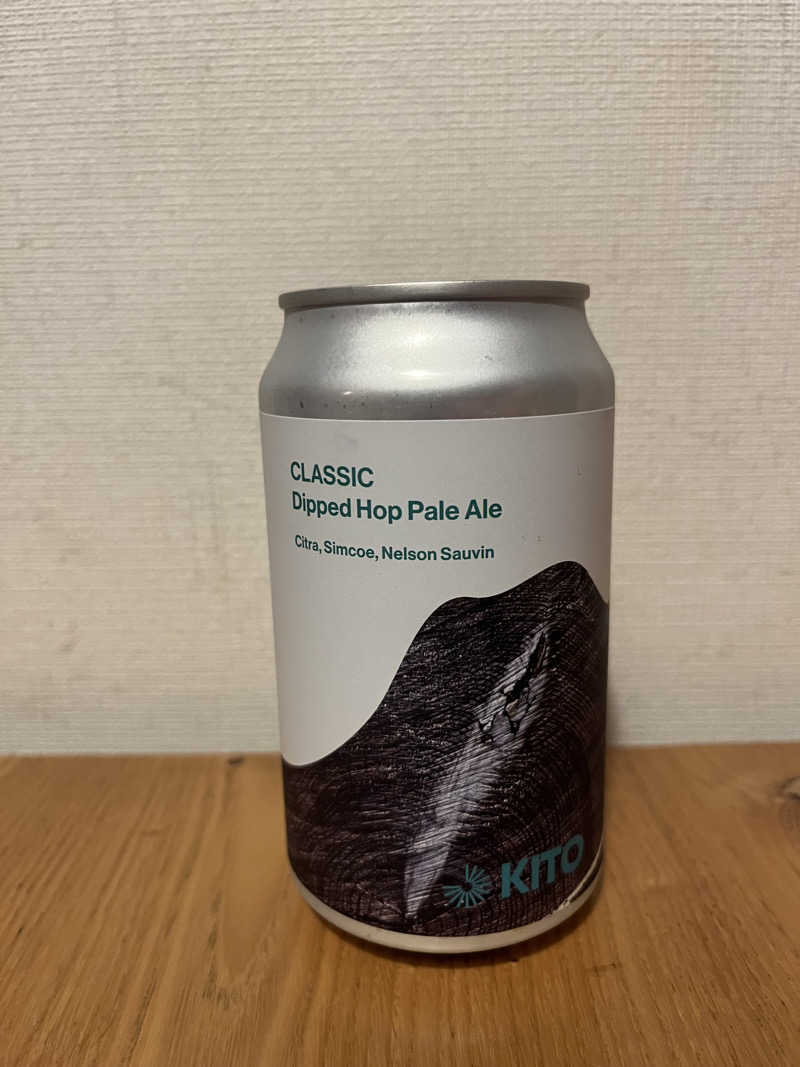 CLASSIC
Dipped Hop Pale Ale
Citra, Simcoe, Nelson Sauvin
KITO